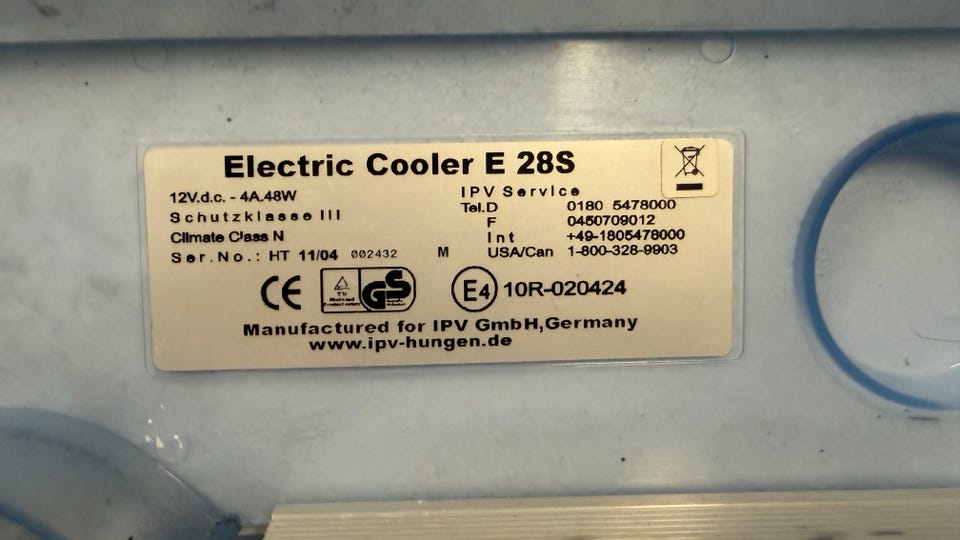 Electric Cooler E 28S
12V.d.c. - 4A.48W
Schutzklasse III
Climate Class N
Ser.No.: HT 11/04 002432 M
IPV Service
Tel.D 0180 5478000
F 0450709012
Int +49-1805478000
USA/Can 1-800-328-9903
CE
GS
E4 10R-020424
Manufactured for IPV GmbH,Germany
www.ipv-hungen.de